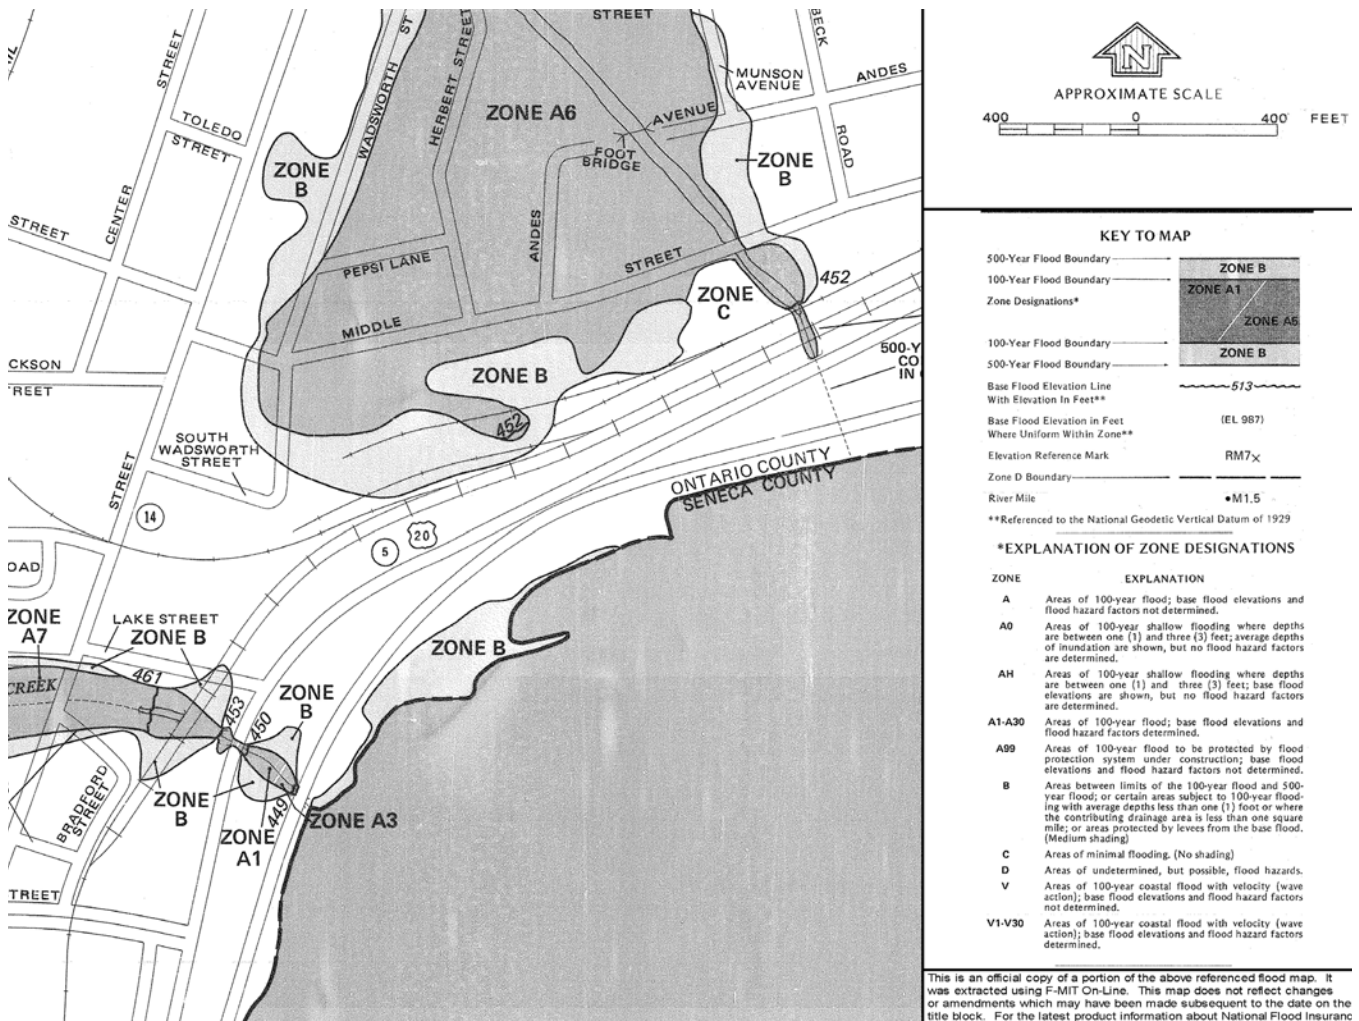 STREET
ST
BECK
STREET
MUNSON
AVENUE
ANDES
WADSWORTH
HERBERT STREET
ZONE A6
AVENUE
TOLEDO
STREET
ROAD
FOOT
BRIDGE
ZONE
B
ZONE
B
CENTER
STREET
ANDES
PEPSI LANE
STREET
452
ZONE
C
MIDDLE
500-Y
CO
IN
CKSON
TREET
ZONE B
452
SOUTH
WADSWORTH
STREET
STREET
ONTARIO COUNTY
SENECA COUNTY
14
20
5
OAD
ZONE
A7
LAKE STREET
ZONE B
ZONE B
461
CREEK
453
450
ZONE
B
BRADFORD
STREET
ZONE
B
449
ZONE A3
ZONE
A1
TREET
N
APPROXIMATE SCALE
400 0 400 FEET
KEY TO MAP
500-Year Flood Boundary
ZONE B
100-Year Flood Boundary
ZONE A1
Zone Designations*
ZONE A5
100-Year Flood Boundary
ZONE B
500-Year Flood Boundary
Base Flood Elevation Line
With Elevation In Feet**
513
Base Flood Elevation in Feet
Where Uniform Within Zone**
(EL 987)
Elevation Reference Mark
RM7×
Zone D Boundary
River Mile
•M1.5
**Referenced to the National Geodetic Vertical Datum of 1929
*EXPLANATION OF ZONE DESIGNATIONS
ZONE EXPLANATION
A Areas of 100-year flood; base flood elevations and
flood hazard factors not determined.
A0 Areas of 100-year shallow flooding where depths
are between one (1) and three (3) feet; average depths
of inundation are shown, but no flood hazard factors
are determined.
AH Areas of 100-year shallow flooding where depths
are between one (1) and three (3) feet; base flood
elevations are shown, but no flood hazard factors
are determined.
A1-A30 Areas of 100-year flood; base flood elevations and
flood hazard factors determined.
A99 Areas of 100-year flood to be protected by flood
protection system under construction; base flood
elevations and flood hazard factors not determined.
B Areas between limits of the 100-year flood and 500-
year flood; or certain areas subject to 100-year flood-
ing with average depths less than one (1) foot or where
the contributing drainage area is less than one square
mile; or areas protected by levees from the base flood.
(Medium shading)
C Areas of minimal flooding. (No shading)
D Areas of undetermined, but possible, flood hazards.
V Areas of 100-year coastal flood with velocity (wave
action); base flood elevations and flood hazard factors
not determined.
V1-V30 Areas of 100-year coastal flood with velocity (wave
action); base flood elevations and flood hazard factors
determined.
This is an official copy of a portion of the above referenced flood map. It
was extracted using F-MIT On-Line. This map does not reflect changes
or amendments which may have been made subsequent to the date on the
title block. For the latest product information about National Flood Insuranc